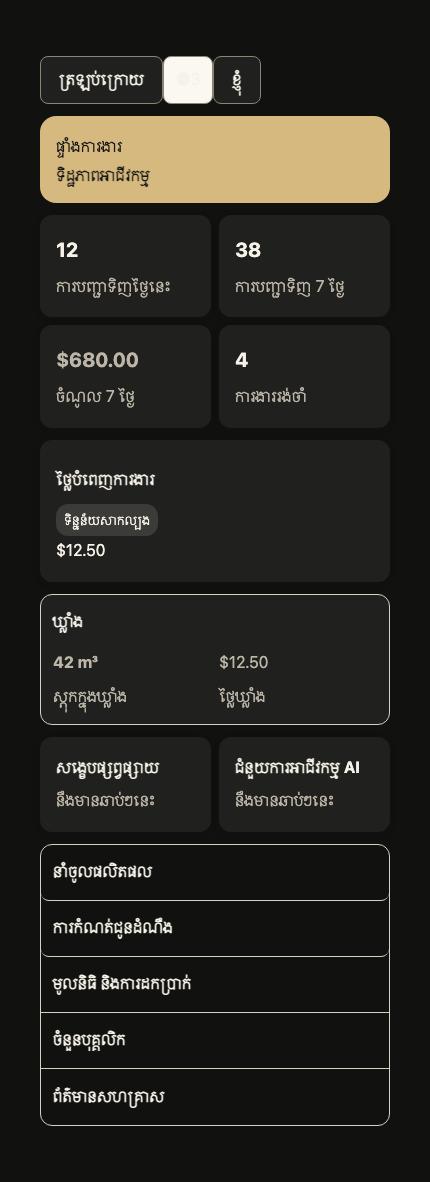 ត្រឡប់ក្រោយ
ខ្ញុំ
ផ្ទាំងការងារ
ទិដ្ឋភាពអាជីវកម្ម
12
38
ការបញ្ជាទិញថ្ងៃនេះ
ការបញ្ជាទិញ 7 ថ្ងៃ
$680.00
4
ចំណូល 7 ថ្ងៃ
ការងាររង់ចាំ
ថ្លៃបំពេញការងារ
ទិន្នន័យសាកល្បង
$12.50
ឃ្លាំង
42 m³
$12.50
ស្តុកក្នុងឃ្លាំង
ថ្លៃឃ្លាំង
សង្ខេបផ្សព្វផ្សាយ
ជំនួយការអាជីវកម្ម AI
នឹងមានឆាប់ៗនេះ
នឹងមានឆាប់ៗនេះ
នាំចូលផលិតផល
ការកំណត់ជូនដំណឹង
មូលនិធិ និងការដកប្រាក់
ចំនួនបុគ្គលិក
ព័ត៌មានសហគ្រាស